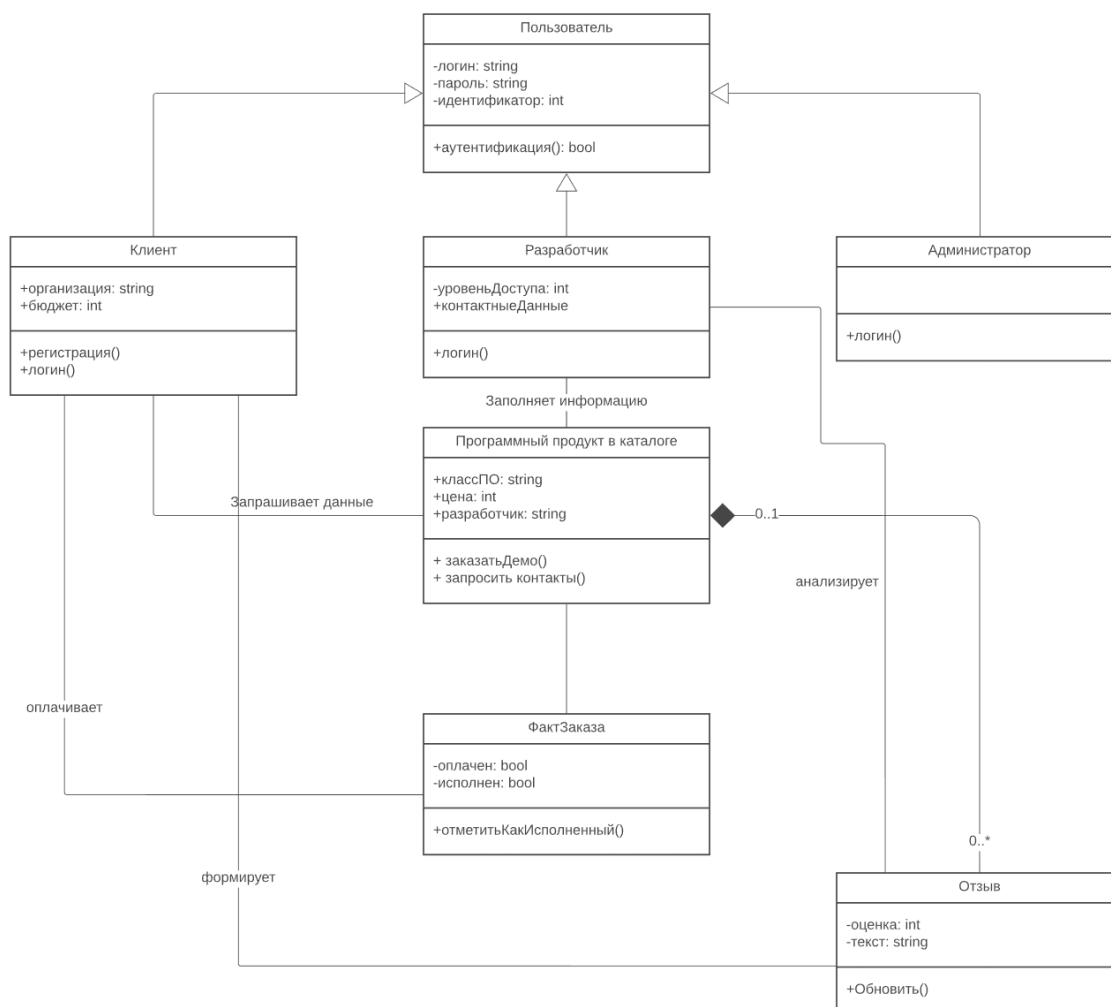 Пользователь
-логин: string
-пароль: string
-идентификатор: int
+аутентификация(): bool
Клиент
+организация: string
+бюджет: int
+регистрация()
+логин()
Разработчик
-уровеньДоступа: int
+контактныеДанные
+логин()
Администратор
+логин()
Заполняет информацию
Программный продукт в каталоге
+классПО: string
+цена: int
+разработчик: string
+ заказатьДемо()
+ запросить контакты()
Запрашивает данные
0..1
анализирует
оплачивает
ФактЗаказа
-оплачен: bool
-исполнен: bool
+отметитьКакИсполненный()
0..*
формирует
Отзыв
-оценка: int
-текст: string
+Обновить()